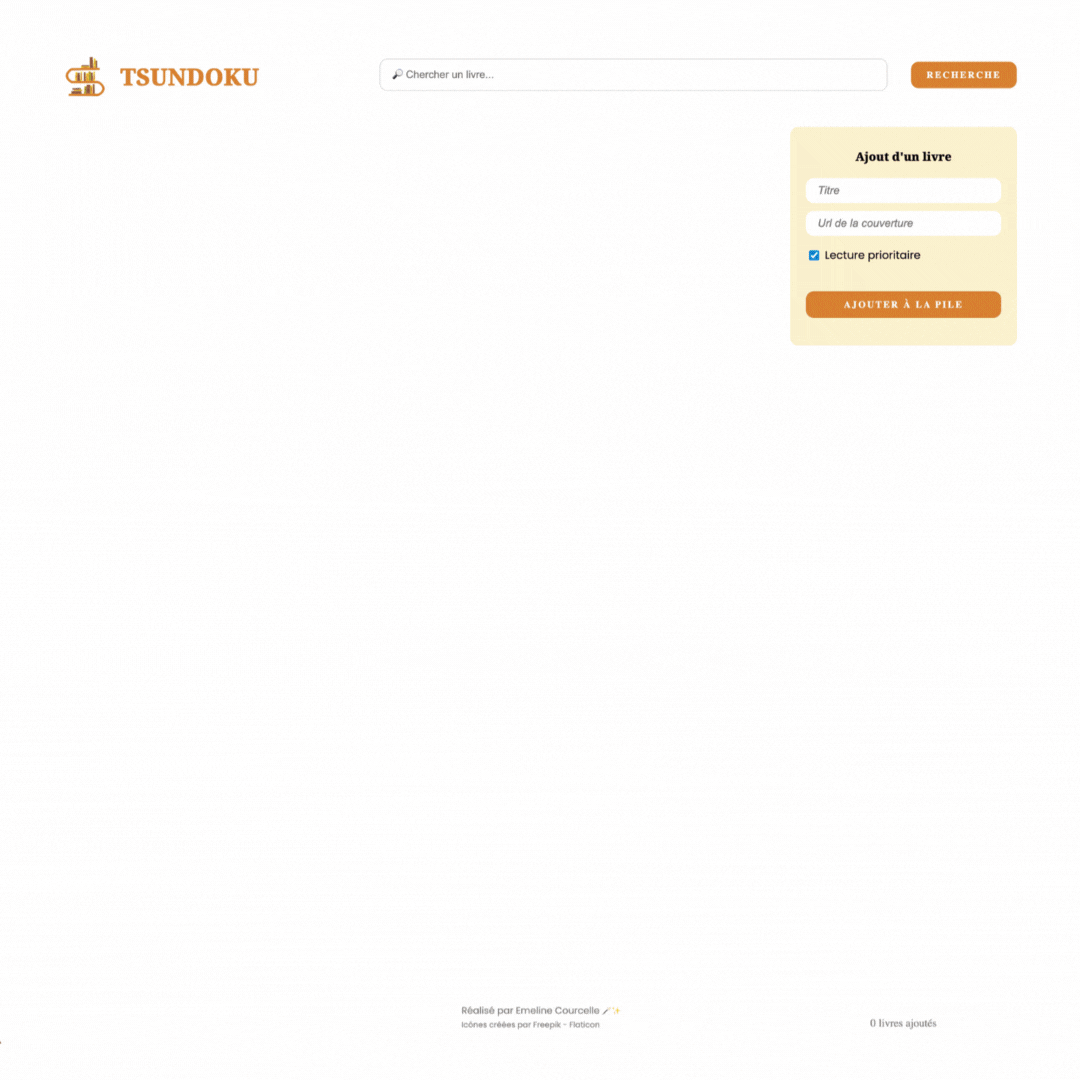 TSUNDOKU
🔎 Chercher un livre...
RECHERCHE
Ajout d'un livre
Titre
Url de la couverture
Lecture prioritaire
AJOUTER À LA PILE
Réalisé par Emeline Courcelle 🪄✨
Icônes créées par Freepik - Flaticon
0 livres ajoutés